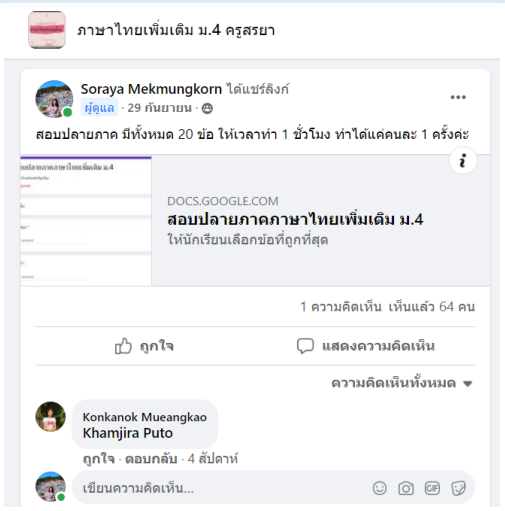 ภาษาไทยเพิ่มเติม ม.4 ครูสรยา
Soraya Mekmungkorn ได้แชร์ลิงก์
ผู้ดูแล · 29 กันยายน ·
สอบปลายภาค มีทั้งหมด 20 ข้อ ให้เวลาทำ 1 ชั่วโมง ทำได้แค่คนละ 1 ครั้งค่ะ
DOCS.GOOGLE.COM
สอบปลายภาคภาษาไทยเพิ่มเติม ม.4
ให้นักเรียนเลือกข้อที่ถูกที่สุด
1 ความคิดเห็น เห็นแล้ว 64 คน
ถูกใจ
แสดงความคิดเห็น
ความคิดเห็นทั้งหมด
Konkanok Mueangkao
Khamjira Puto
ถูกใจ · ตอบกลับ · 4 สัปดาห์
เขียนความคิดเห็น...
GIF